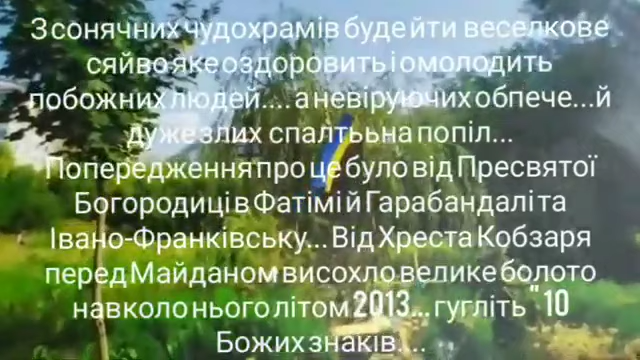 З сонячних чудохрамів буде йти веселкове
сяйво яке оздоровить і омолодить
побожних людей.... а невіруючих обпече...й
дуже злих спалтььна попіл...
Попередження про це було від Пресвятої
Богородиці в Фатімі й Гарабандалі та
Івано-Франківську... Від Хреста Кобзаря
перед Майданом висохло велике болото
навколо нього літом 2013... гугліть " 10
Божих знаків....